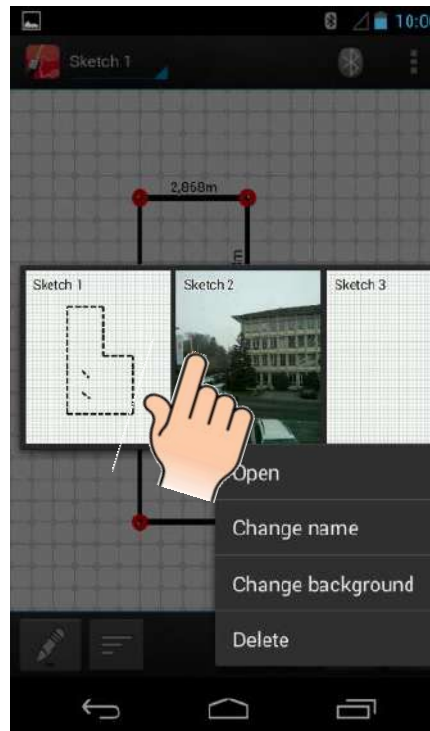 10:0
Sketch 1
2,868m
m
Sketch 1
Sketch 2
Sketch 3
Open
Change name
Change background
Delete